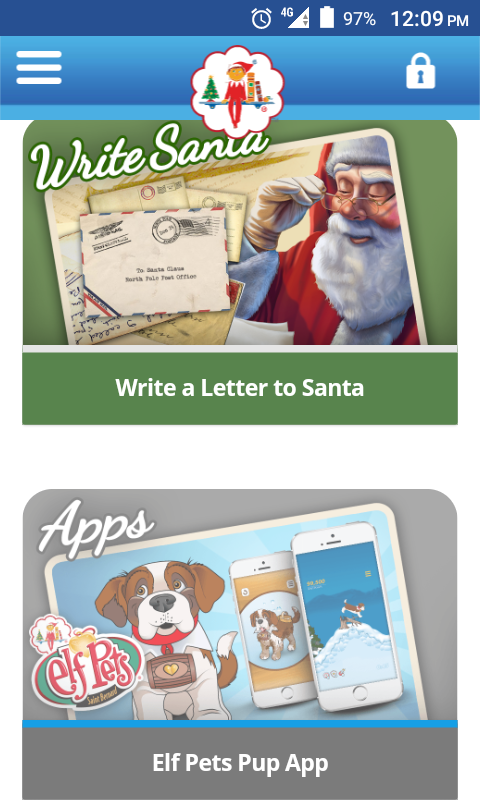 4G
97%
12:09 PM
Write Santa
To Santa Claus
North Pole Post Office
Write a Letter to Santa
Apps
elf Pets
Saint Bernard
Elf Pets Pup App